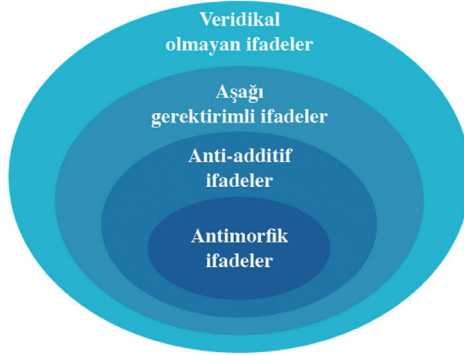 Veridikal
olmayan ifadeler
Aşağı
gerektirimli ifadeler
Anti-additif
ifadeler
Antimorfik
ifadeler